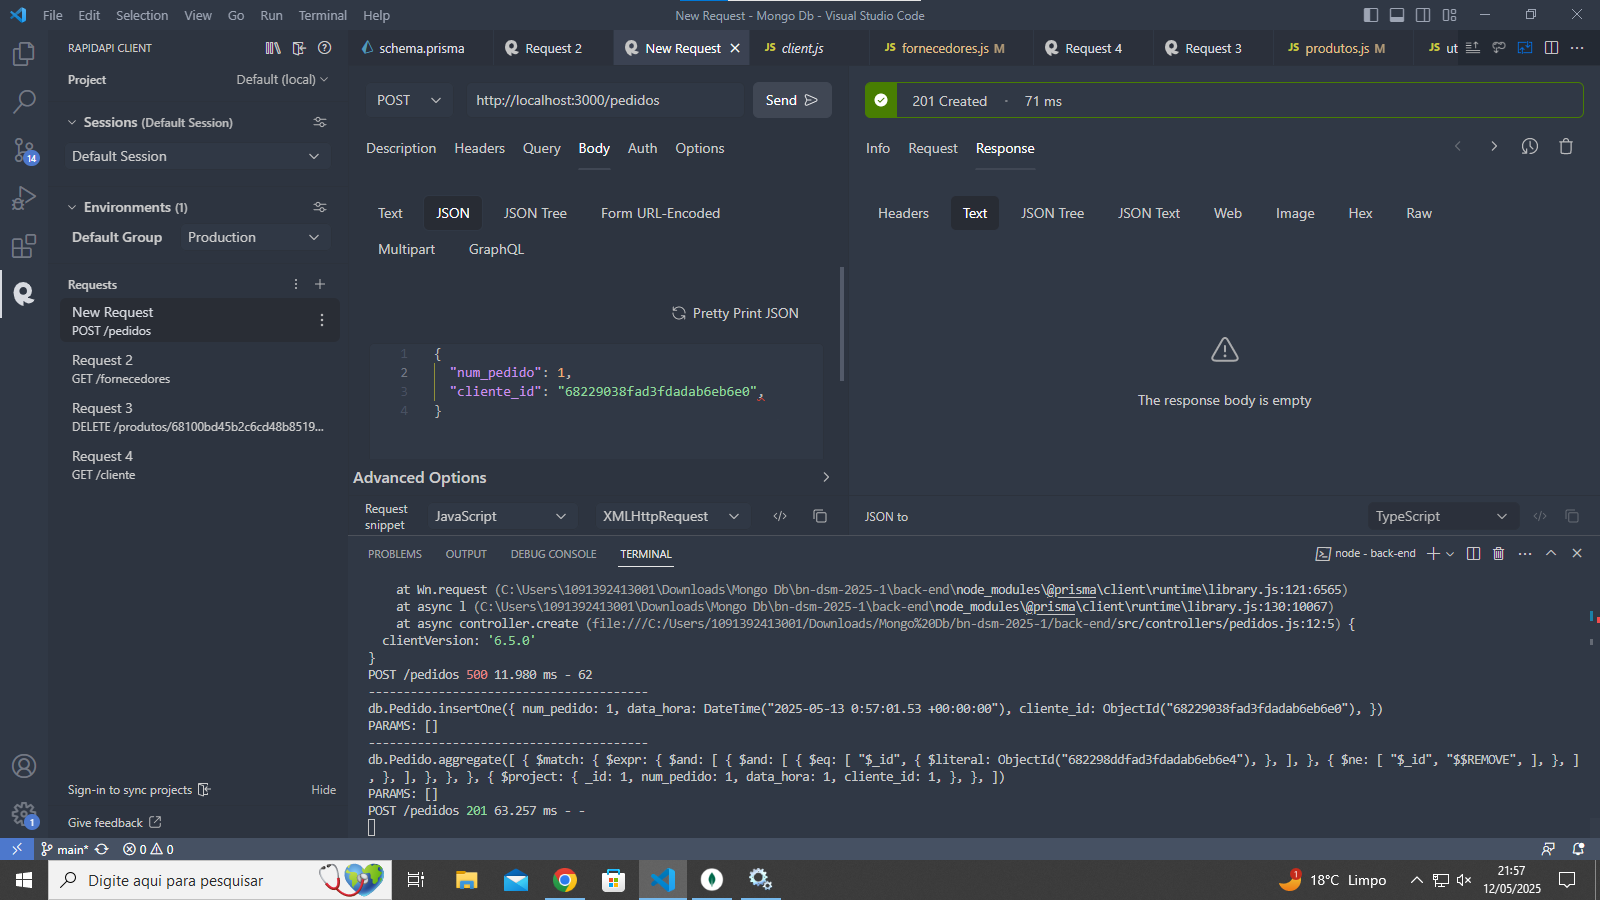 File Edit Selection View Go Run Terminal Help
New Request - Mongo Db - Visual Studio Code
RAPIDAPI CLIENT
Project Default (local)
Sessions (Default Session)
Default Session
Environments (1)
Default Group Production
Requests
New Request
POST /pedidos
Request 2
GET /fornecedores
Request 3
DELETE /produtos/68100bd45b2c6cd48b8519...
Request 4
GET /cliente
Sign-in to sync projects Hide
Give feedback
14
1
schema.prisma Request 2 New Request JS client.js JS fornecedores.js M Request 4 Request 3 JS produtos.js M JS ut
POST http://localhost:3000/pedidos Send
Description Headers Query Body Auth Options
Text JSON JSON Tree Form URL-Encoded
Multipart GraphQL
Pretty Print JSON
1 {
2 "num_pedido": 1,
3 "cliente_id": "68229038fad3fdadab6eb6e0",
4 }
Advanced Options
Request snippet JavaScript XMLHttpRequest
201 Created · 71 ms
Info Request Response
Headers Text JSON Tree JSON Text Web Image Hex Raw
The response body is empty
JSON to TypeScript
PROBLEMS OUTPUT DEBUG CONSOLE TERMINAL
node - back-end
at Wn.request (C:\Users\1091392413001\Downloads\Mongo Db\bn-dsm-2025-1\back-end\node_modules\@prisma\client\runtime\library.js:121:6565)
at async l (C:\Users\1091392413001\Downloads\Mongo Db\bn-dsm-2025-1\back-end\node_modules\@prisma\client\runtime\library.js:130:10067)
at async controller.create (file:///C:/Users/1091392413001/Downloads/Mongo%20Db/bn-dsm-2025-1/back-end/src/controllers/pedidos.js:12:5) {
clientVersion: '6.5.0'
}
POST /pedidos 500 11.980 ms - 62
----------------------------------------
db.Pedido.insertOne({ num_pedido: 1, data_hora: DateTime("2025-05-13 0:57:01.53 +00:00:00"), cliente_id: ObjectId("68229038fad3fdadab6eb6e0"), })
PARAMS: []
----------------------------------------
db.Pedido.aggregate([ { $match: { $expr: { $and: [ { $and: [ { $eq: [ "$_id", { $literal: ObjectId("682298ddfad3fdadab6eb6e4"), }, ], }, { $ne: [ "$_id", "$$REMOVE", ], }, ]
, }, ], }, }, }, { $project: { _id: 1, num_pedido: 1, data_hora: 1, cliente_id: 1, }, }, ])
PARAMS: []
POST /pedidos 201 63.257 ms - -
main* 0 0
Digite aqui para pesquisar
1
18°C Limpo
21:57
12/05/2025